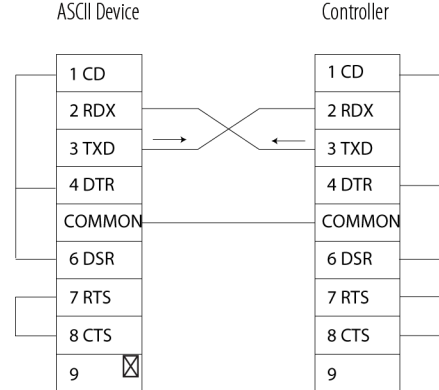 ASCII Device
Controller
1 CD
2 RDX
3 TXD
4 DTR
COMMON
6 DSR
7 RTS
8 CTS
9
1 CD
2 RDX
3 TXD
4 DTR
COMMON
6 DSR
7 RTS
8 CTS
9